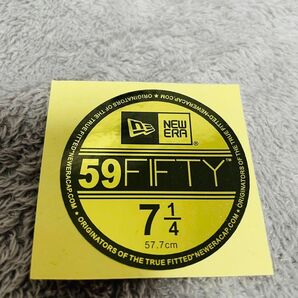 NEW
ERA
®
59FIFTY
7 1/4
57.7cm
ORIGINATORS OF THE TRUE FITTED•NEWERACAP.COM•ORIGINATORS OF THE TRUE FITTED•NEWERACAP.COM•